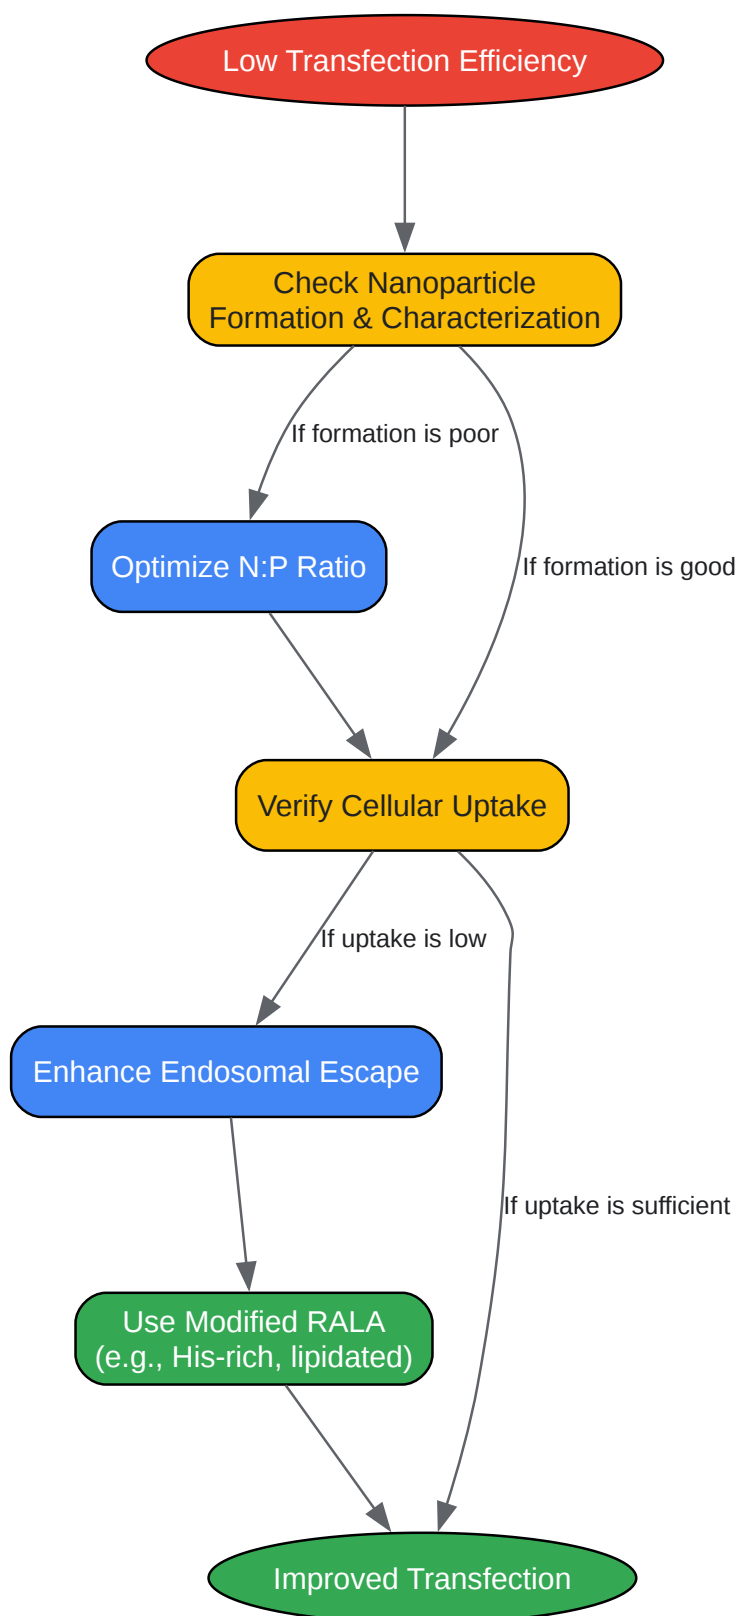 Low Transfection Efficiency
Check Nanoparticle
Formation & Characterization
If formation is poor
Optimize N:P Ratio
If formation is good
Verify Cellular Uptake
If uptake is low
Enhance Endosomal Escape
If uptake is sufficient
Use Modified RALA
(e.g., His-rich, lipidated)
Improved Transfection